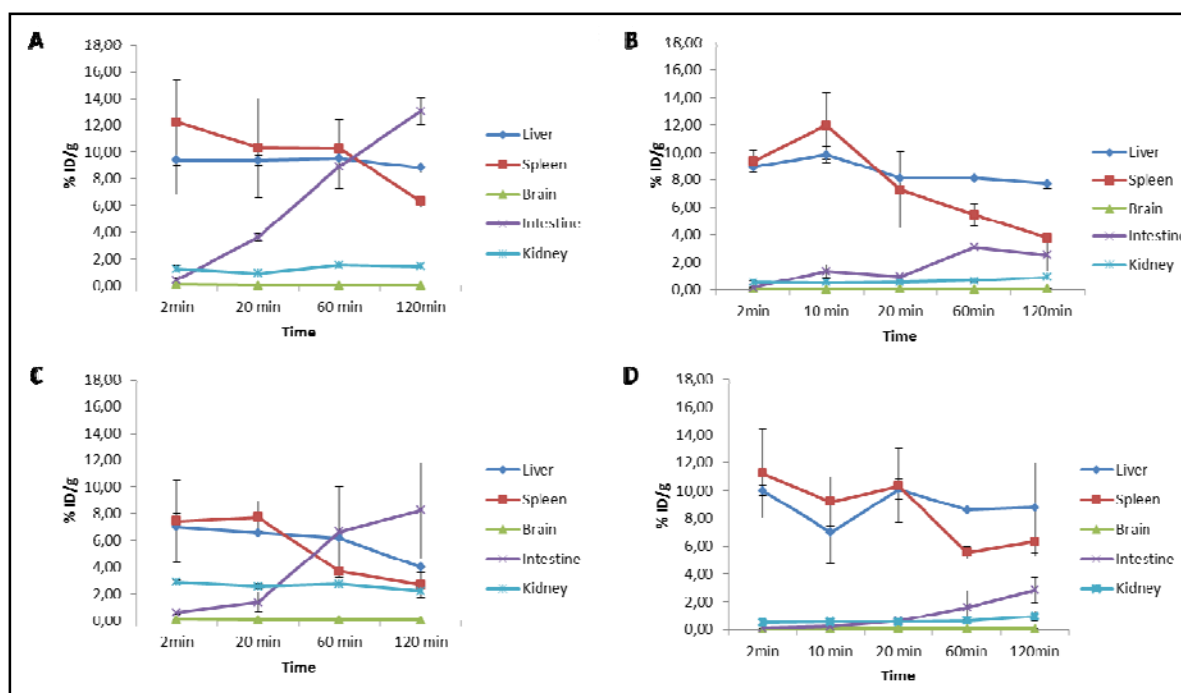 A
% ID/g
18,00
16,00
14,00
12,00
10,00
8,00
6,00
4,00
2,00
0,00
2min 20 min 60 min 120min
Time
Liver
Spleen
Brain
Intestine
Kidney
B
% ID/g
18,00
16,00
14,00
12,00
10,00
8,00
6,00
4,00
2,00
0,00
2min 10 min 20 min 60min 120min
Time
Liver
Spleen
Brain
Intestine
Kidney
C
% ID/g
18,00
16,00
14,00
12,00
10,00
8,00
6,00
4,00
2,00
0,00
2min 20 min 60 min 120 min
Time
Liver
Spleen
Brain
Intestine
Kidney
D
% ID/g
18,00
16,00
14,00
12,00
10,00
8,00
6,00
4,00
2,00
0,00
2min 10 min 20 min 60min 120min
Time
Liver
Spleen
Brain
Intestine
Kidney